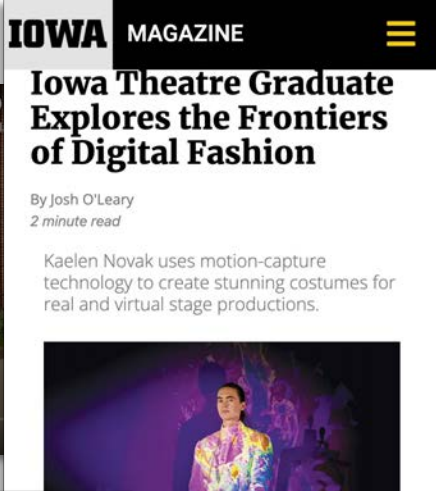 IOWA MAGAZINE
Iowa Theatre Graduate
Explores the Frontiers
of Digital Fashion
By Josh O'Leary
2 minute read
Kaelen Novak uses motion-capture
technology to create stunning costumes for
real and virtual stage productions.